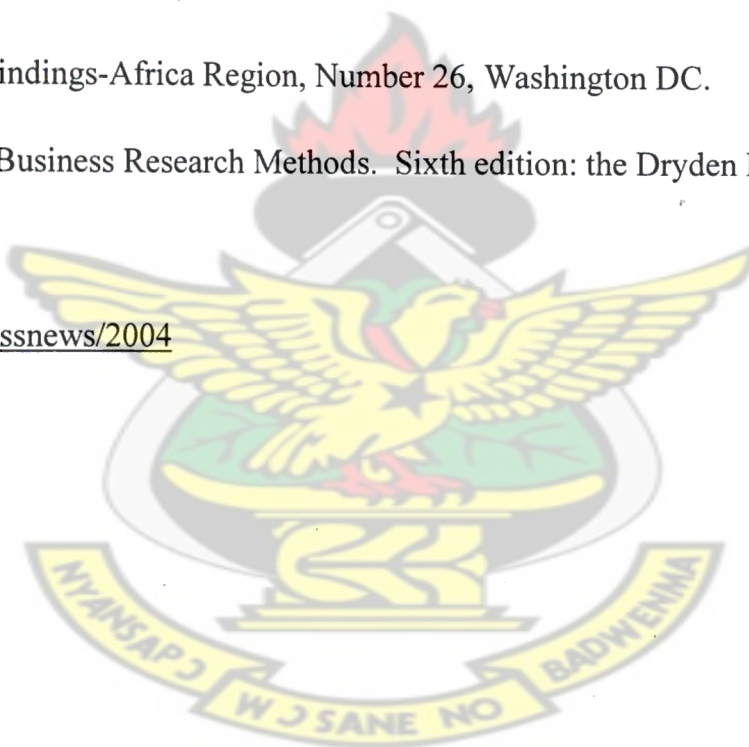 indings-Africa Region, Number 26, Washington DC.
Business Research Methods.  Sixth edition: the Dryden
ssnews/2004
NYANSAPƆ
WƆSANE NO
BADWENMA